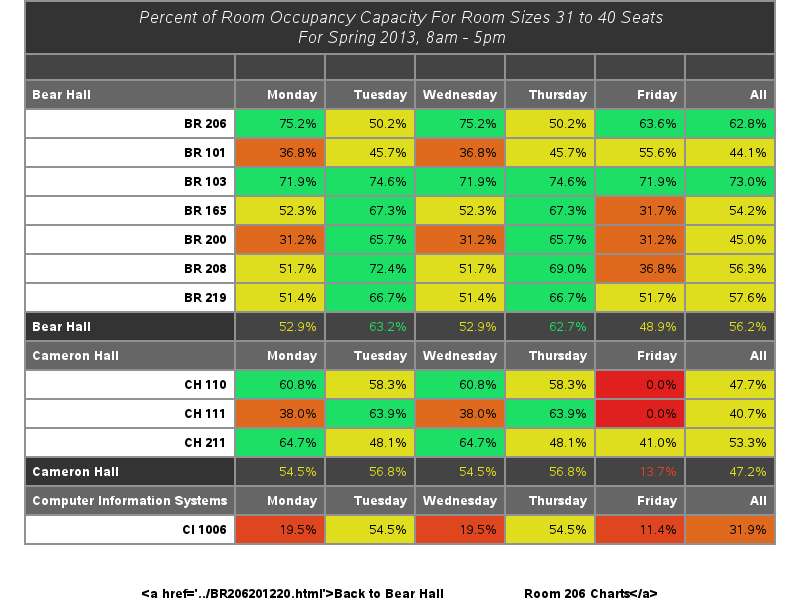 Percent of Room Occupancy Capacity For Room Sizes 31 to 40 Seats
For Spring 2013, 8am - 5pm
Bear Hall Monday Tuesday Wednesday Thursday Friday All
BR 206 75.2% 50.2% 75.2% 50.2% 63.6% 62.8%
BR 101 36.8% 45.7% 36.8% 45.7% 55.6% 44.1%
BR 103 71.9% 74.6% 71.9% 74.6% 71.9% 73.0%
BR 165 52.3% 67.3% 52.3% 67.3% 31.7% 54.2%
BR 200 31.2% 65.7% 31.2% 65.7% 31.2% 45.0%
BR 208 51.7% 72.4% 51.7% 69.0% 36.8% 56.3%
BR 219 51.4% 66.7% 51.4% 66.7% 51.7% 57.6%
Bear Hall 52.9% 63.2% 52.9% 62.7% 48.9% 56.2%
Cameron Hall Monday Tuesday Wednesday Thursday Friday All
CH 110 60.8% 58.3% 60.8% 58.3% 0.0% 47.7%
CH 111 38.0% 63.9% 38.0% 63.9% 0.0% 40.7%
CH 211 64.7% 48.1% 64.7% 48.1% 41.0% 53.3%
Cameron Hall 54.5% 56.8% 54.5% 56.8% 13.7% 47.2%
Computer Information Systems Monday Tuesday Wednesday Thursday Friday All
CI 1006 19.5% 54.5% 19.5% 54.5% 11.4% 31.9%
<a href='../BR206201220.html'>Back to Bear Hall Room 206 Charts</a>